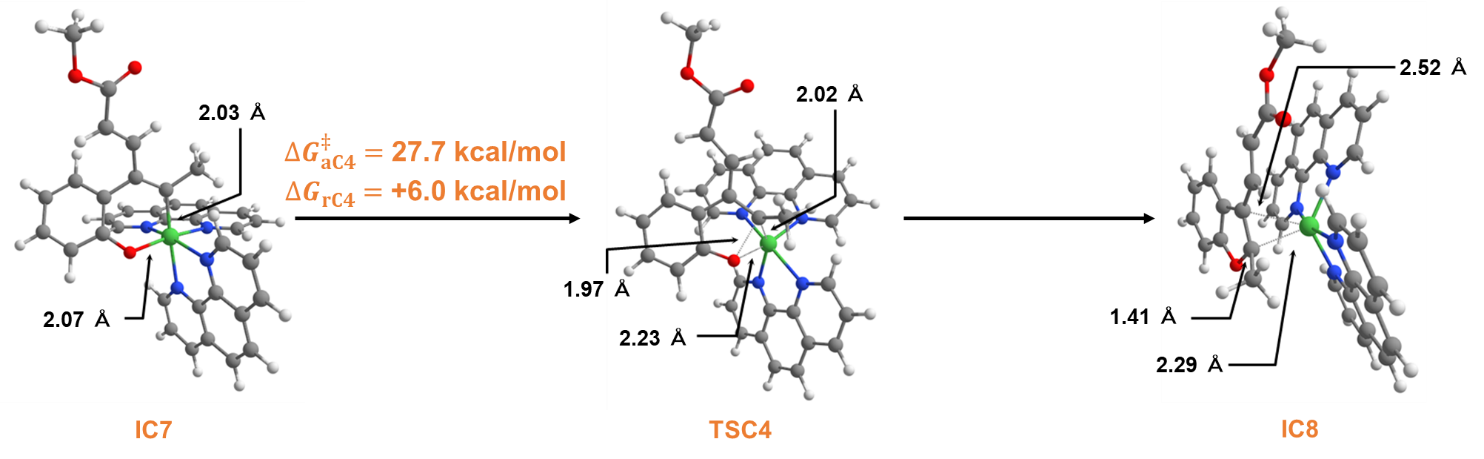 2.03 Å
2.07 Å
ΔG‡aC4 = 27.7 kcal/mol
ΔGrC4 = +6.0 kcal/mol
2.02 Å
1.97 Å
2.23 Å
2.52 Å
1.41 Å
2.29 Å
IC7
TSC4
IC8